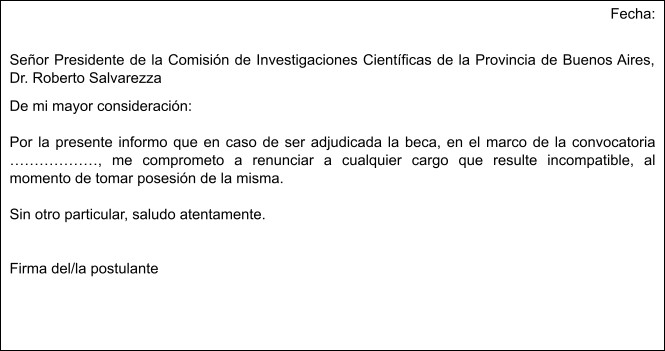 Fecha:
Señor Presidente de la Comisión de Investigaciones Científicas de la Provincia de Buenos Aires,
Dr. Roberto Salvarezza
De mi mayor consideración:
Por la presente informo que en caso de ser adjudicada la beca, en el marco de la convocatoria
………………, me comprometo a renunciar a cualquier cargo que resulte incompatible, al
momento de tomar posesión de la misma.
Sin otro particular, saludo atentamente.
Firma del/la postulante